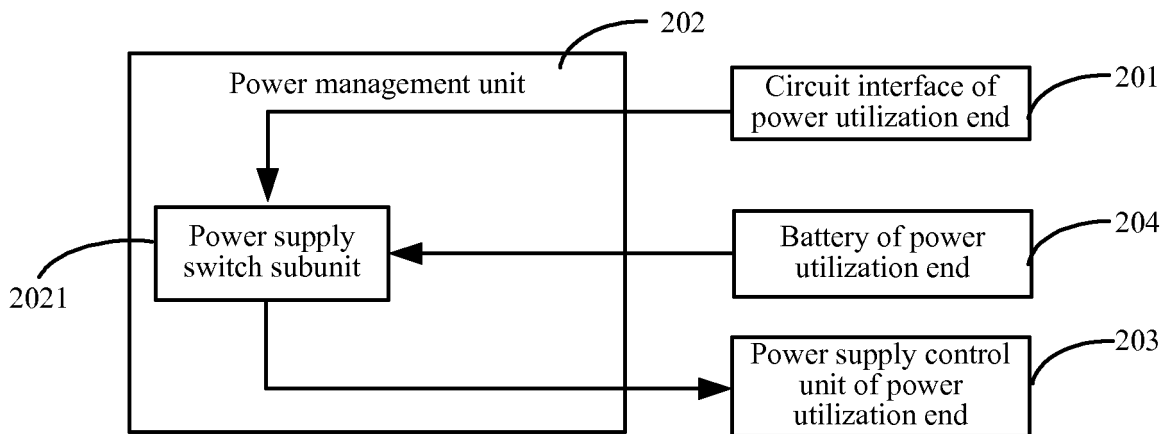 202
Power management unit
Circuit interface of
power utilization end
201
Power supply
switch subunit
2021
Battery of power
utilization end
204
Power supply control
unit of power
utilization end
203